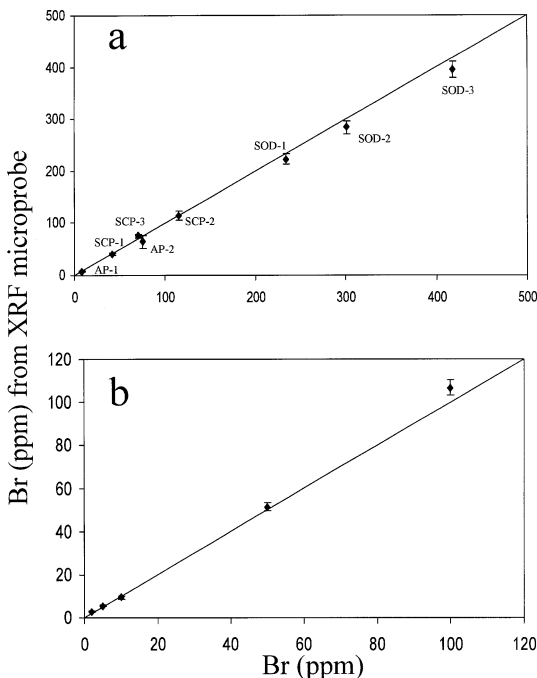 500
a
400
SOD-3
300
SOD-1
SOD-2
200
SCP-3
SCP-2
100
SCP-1
AP-2
AP-1
0
0 100 200 300 400 500
Br (ppm) from XRF microprobe
120
b
100
80
60
40
20
0
0 20 40 60 80 100 120
Br (ppm)